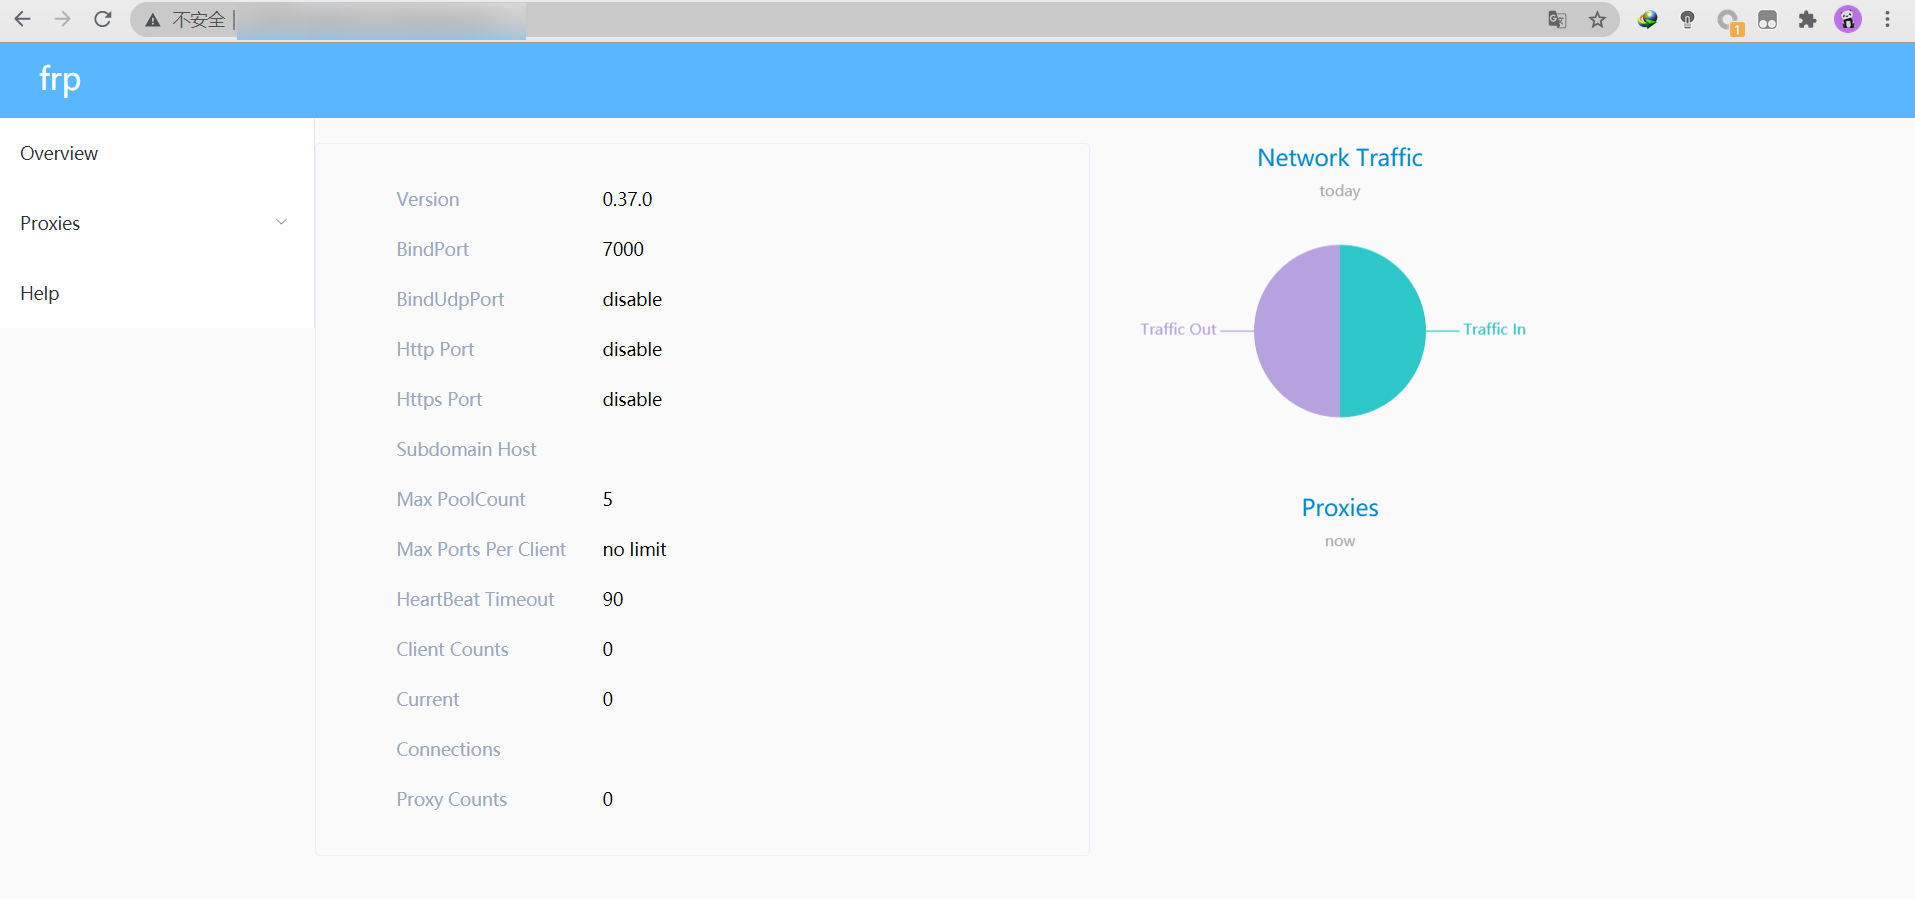 不安全
1
frp
Overview
Proxies
Help
Version 0.37.0
BindPort 7000
BindUdpPort disable
Http Port disable
Https Port disable
Subdomain Host
Max PoolCount 5
Max Ports Per Client no limit
HeartBeat Timeout 90
Client Counts 0
Current 0
Connections
Proxy Counts 0
Network Traffic
today
Traffic Out
Traffic In
Proxies
now